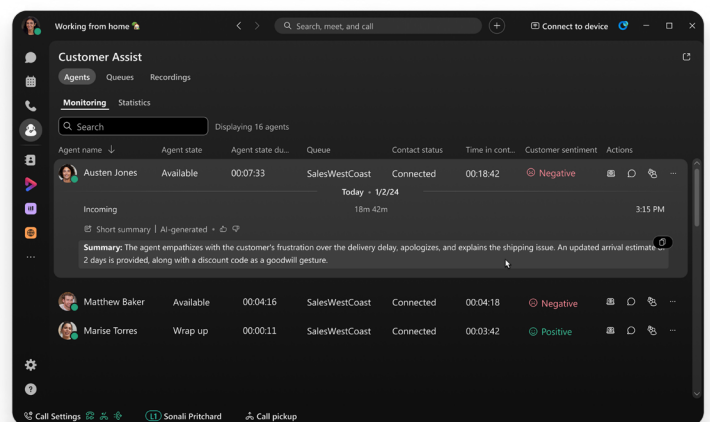 Working from home
Search, meet, and call
Connect to device
Customer Assist
Agents Queues Recordings
Monitoring Statistics
Search
Displaying 16 agents
Agent name Agent state Agent state du... Queue Contact status Time in cont... Customer sentiment Actions
Austen Jones Available 00:07:33 SalesWestCoast Connected 00:18:42 Negative
Today • 1/2/24
Incoming 18m 42m 3:15 PM
Short summary | AI-generated •
Summary: The agent empathizes with the customer's frustration over the delivery delay, apologizes, and explains the shipping issue. An updated arrival estimate
2 days is provided, along with a discount code as a goodwill gesture.
Matthew Baker Available 00:04:16 SalesWestCoast Connected 00:04:18 Negative
Marise Torres Wrap up 00:00:11 SalesWestCoast Connected 00:03:42 Positive
Call Settings L1 Sonali Pritchard Call pickup